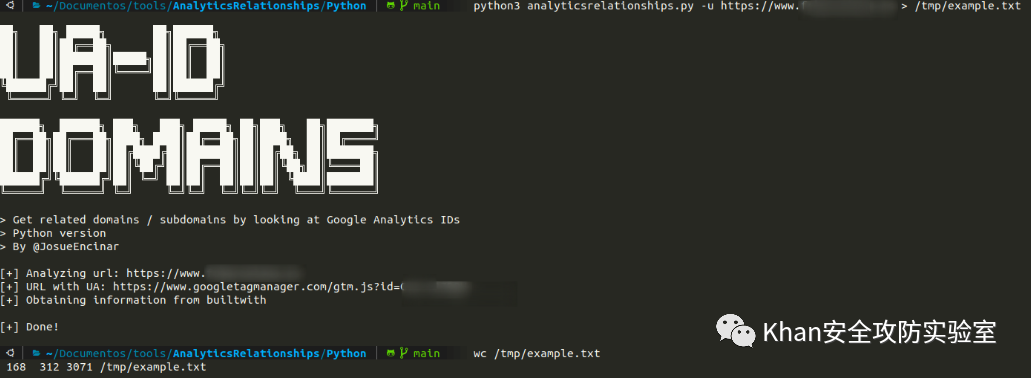 ~/Documentos/tools/AnalyticsRelationships/Python main python3 analyticsrelationships.py -u https://www. > /tmp/example.txt
UA-ID
DOMAINS
> Get related domains / subdomains by looking at Google Analytics IDs
> Python version
> By @JosueEncinar
[+] Analyzing url: https://www.
[+] URL with UA: https://www.googletagmanager.com/gtm.js?id=
[+] Obtaining information from builtwith
[+] Done!
Khan安全攻防实验室
~/Documentos/tools/AnalyticsRelationships/Python main wc /tmp/example.txt
168 312 3071 /tmp/example.txt